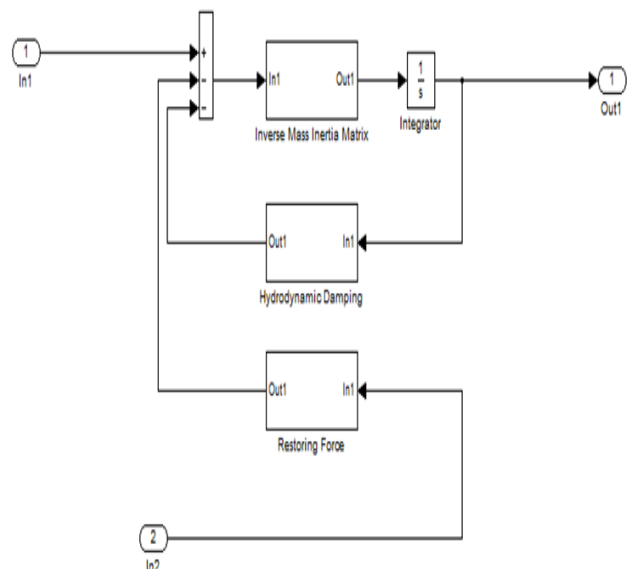 1
In1
+
−
−
In1 Out1
Inverse Mass Inertia Matrix
1
s
Integrator
1
Out1
Out1 In1
Hydrodynamic Damping
Out1 In1
Restoring Force
2
In2